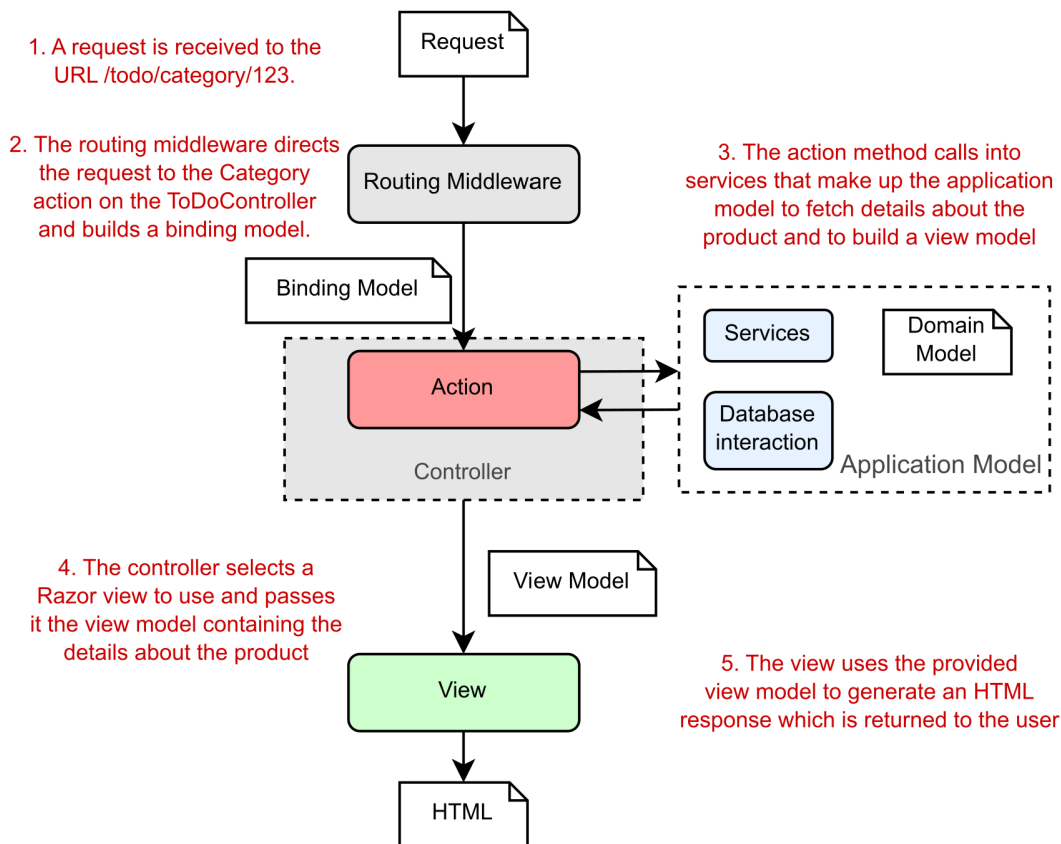 Request
1. A request is received to the
URL /todo/category/123.
2. The routing middleware directs
the request to the Category
action on the ToDoController
and builds a binding model.
Routing Middleware
3. The action method calls into
services that make up the application
model to fetch details about the
product and to build a view model
Binding Model
Action
Controller
Services
Domain
Model
Database
interaction
Application Model
4. The controller selects a
Razor view to use and passes
it the view model containing the
details about the product
View Model
View
5. The view uses the provided
view model to generate an HTML
response which is returned to the user
HTML